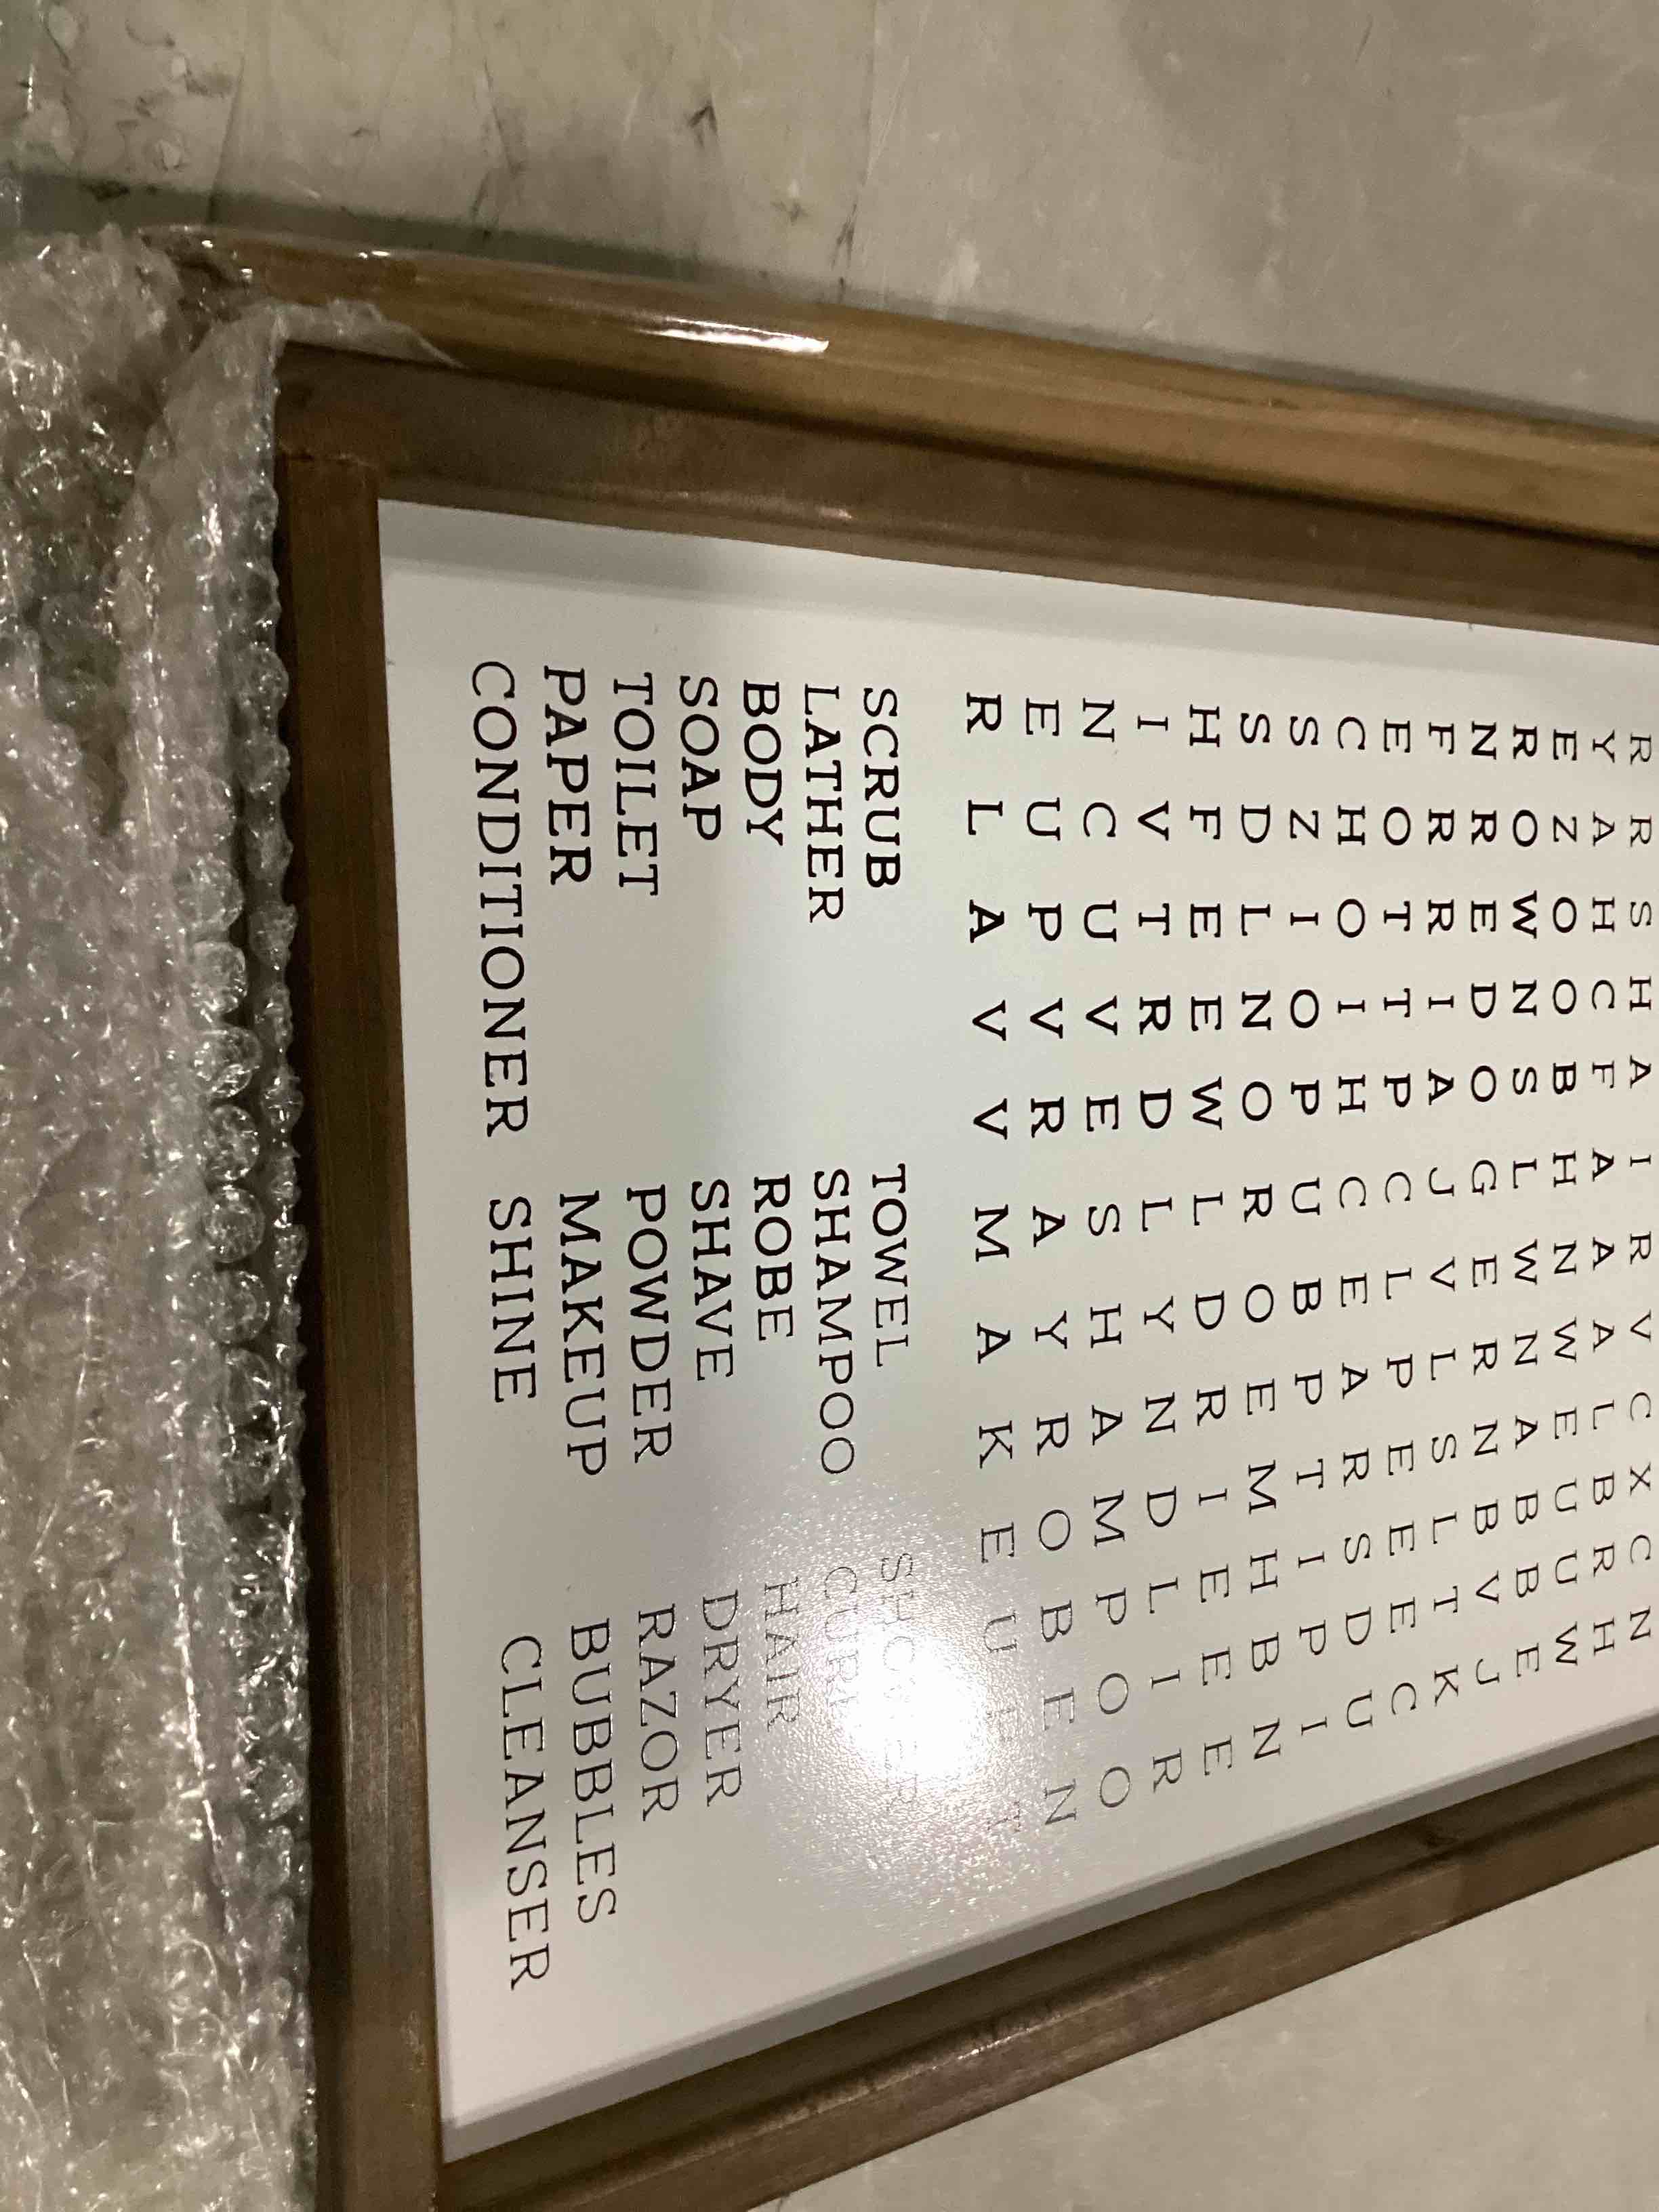 R R S H A I R V C X C N
Y A H C F A A A L B R H
E Z O O B H N W E U U W
R O W N S L W N A B B E
N R E D O G E R N B V J
F R R I A J V L S L T K
E O T T P C L P E E E C
C H O I H C E A R S D U
S Z I O P U B P T I P I
S D L N O R O E M H B N
H F E E W L D R I E E E
I V T R D L Y N D L I R
N C U V E S H A M P O O
E U P V R A Y R O B E N
R L A V V M A K E U T
SCRUB TOWEL SHOWER
LATHER SHAMPOO
BODY ROBE HAIR
SOAP SHAVE DRYER
TOILET POWDER RAZOR
PAPER MAKEUP BUBBLES
CONDITIONER SHINE CLEANSER